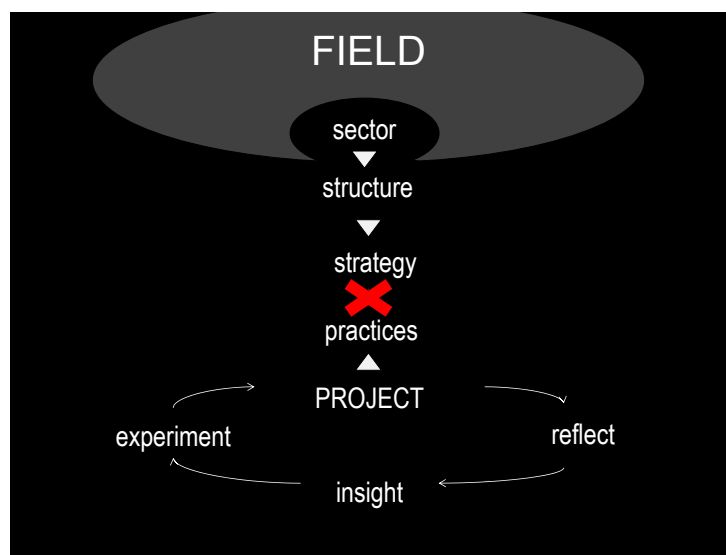 FIELD
sector
structure
strategy
practices
PROJECT
experiment
reflect
insight